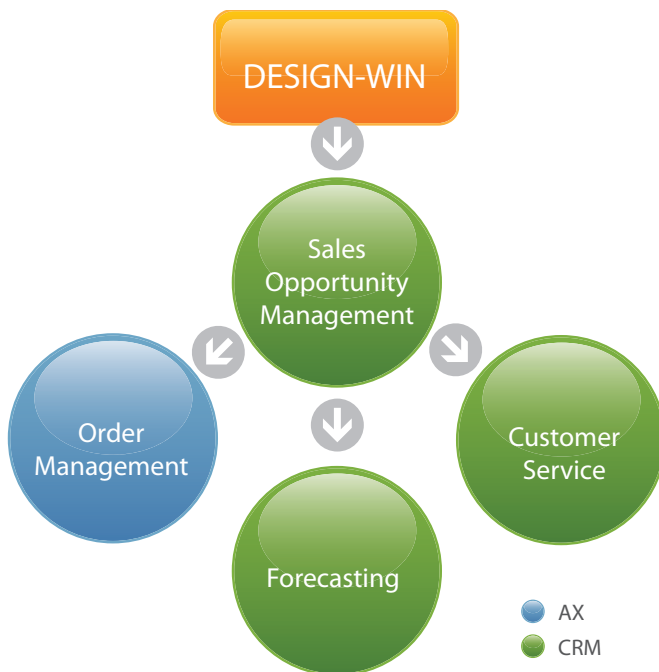 DESIGN-WIN
Sales
Opportunity
Management
Order
Management
Customer
Service
Forecasting
AX
CRM